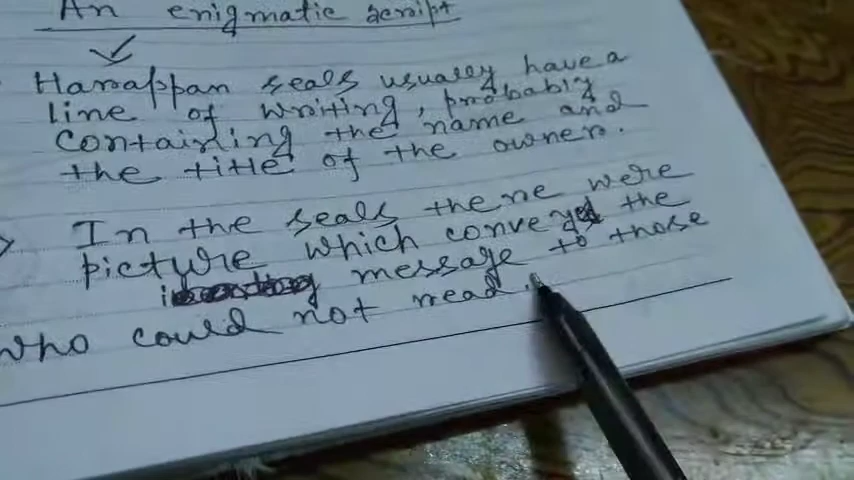 An enigmatic script
Harappan seals usually have a
line of writing, probably
containing the name and
the title of the owner.
In the seals there were
picture which convey the
message to those
who could not read.